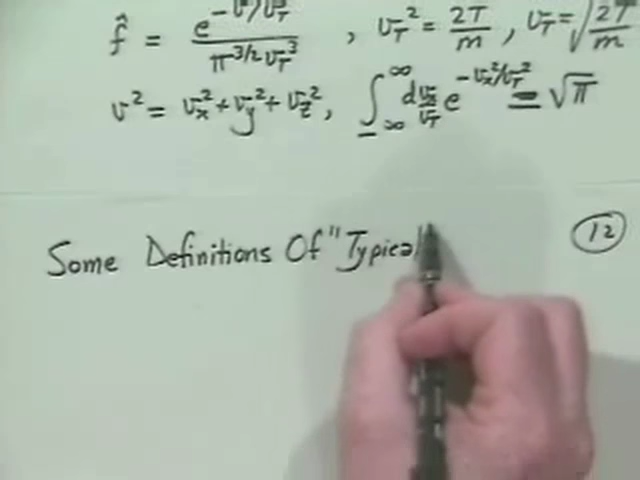 f̂ = e^{-v²/v_T²} / π^{3/2} v_T³ , v_T² = 2T/m , v_T = √(2T/m)
v² = v_x² + v_y² + v_z² , ∫_{-∞}^{∞} dv_x/v_T e^{-v_x²/v_T²} = √π
Some Definitions Of "Typical 12